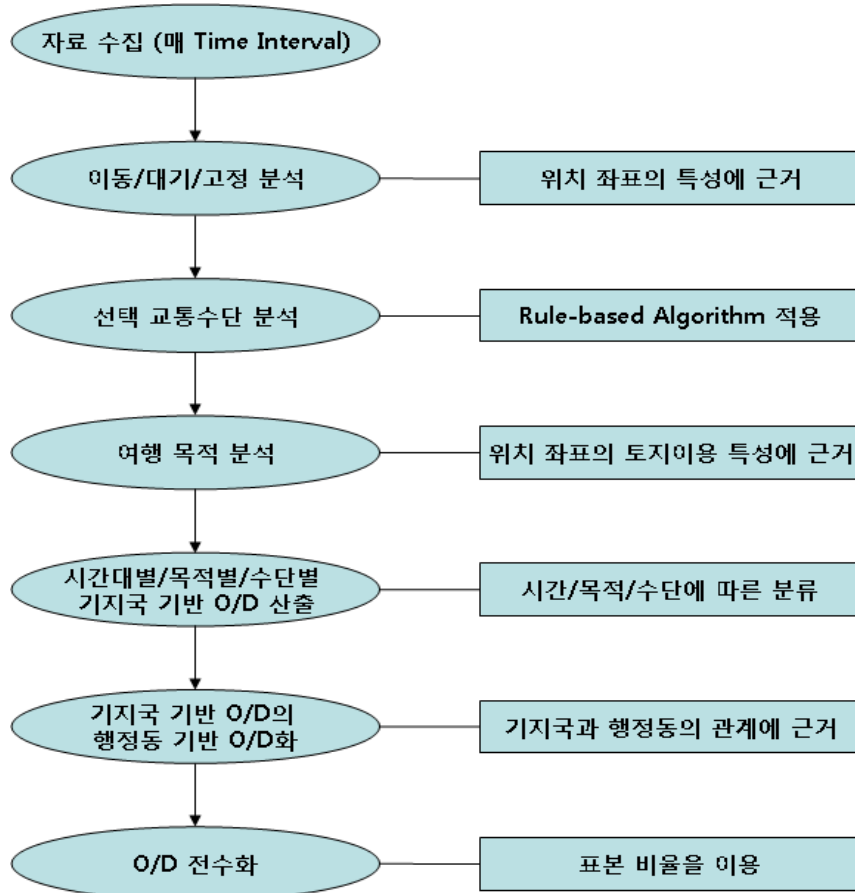 자료 수집 (매 Time Interval)
이동/대기/고정 분석
위치 좌표의 특성에 근거
선택 교통수단 분석
Rule-based Algorithm 적용
여행 목적 분석
위치 좌표의 토지이용 특성에 근거
시간대별/목적별/수단별
기지국 기반 O/D 산출
시간/목적/수단에 따른 분류
기지국 기반 O/D의
행정동 기반 O/D화
기지국과 행정동의 관계에 근거
O/D 전수화
표본 비율을 이용